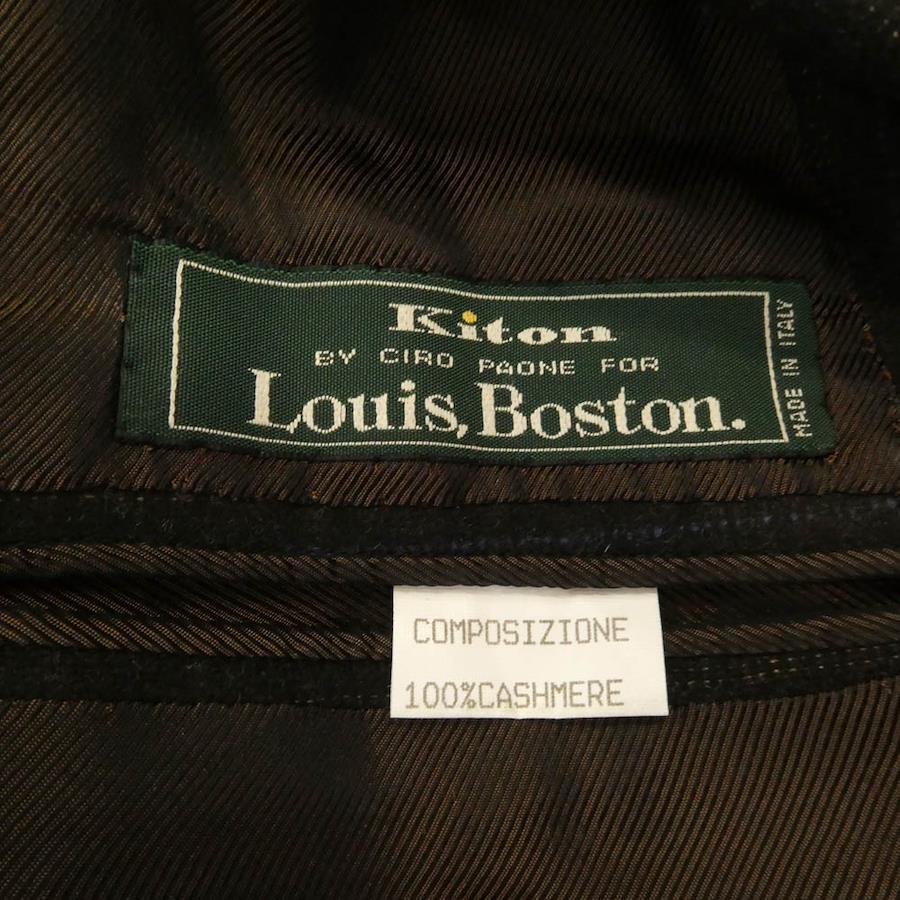 Kiton
BY CIRO PAONE FOR
Louis, Boston.
MADE IN ITALY
COMPOSIZIONE
100%CASHMERE